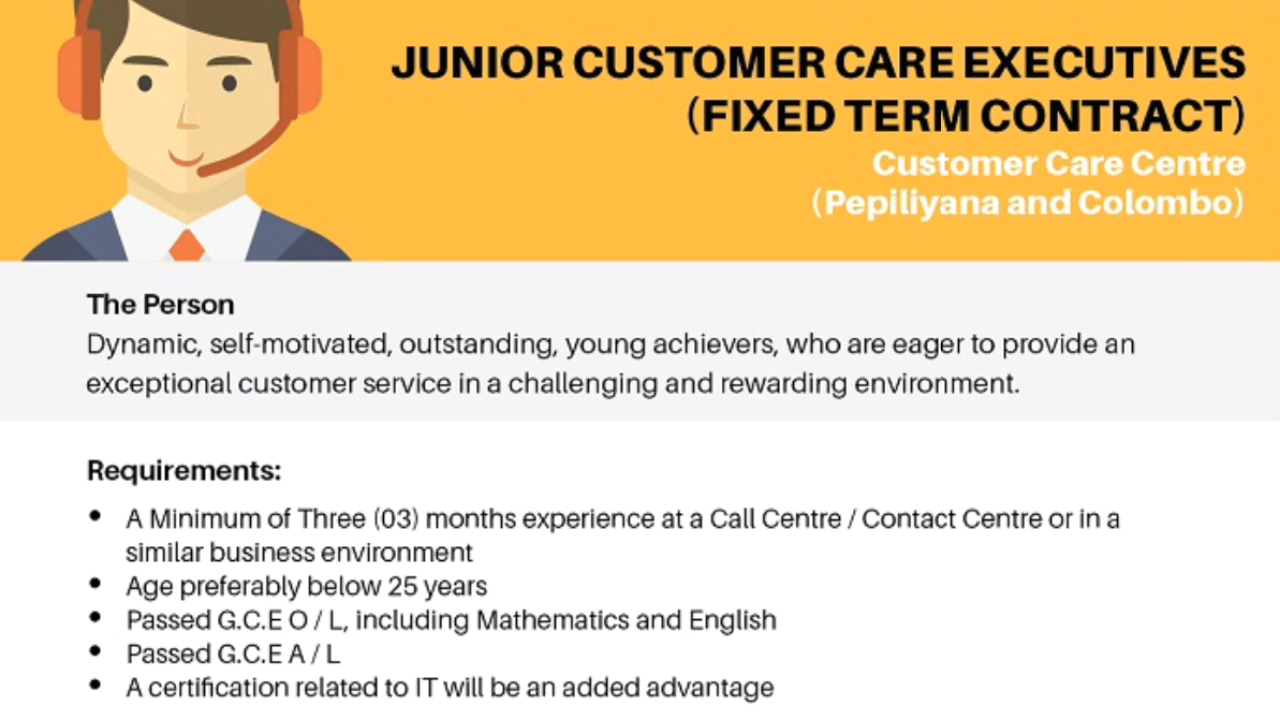 JUNIOR CUSTOMER CARE EXECUTIVES
(FIXED TERM CONTRACT)
Customer Care Centre
(Pepiliyana and Colombo)
The Person
Dynamic, self-motivated, outstanding, young achievers, who are eager to provide an
exceptional customer service in a challenging and rewarding environment.
Requirements:
• A Minimum of Three (03) months experience at a Call Centre / Contact Centre or in a
similar business environment
• Age preferably below 25 years
• Passed G.C.E O / L, including Mathematics and English
• Passed G.C.E A / L
• A certification related to IT will be an added advantage